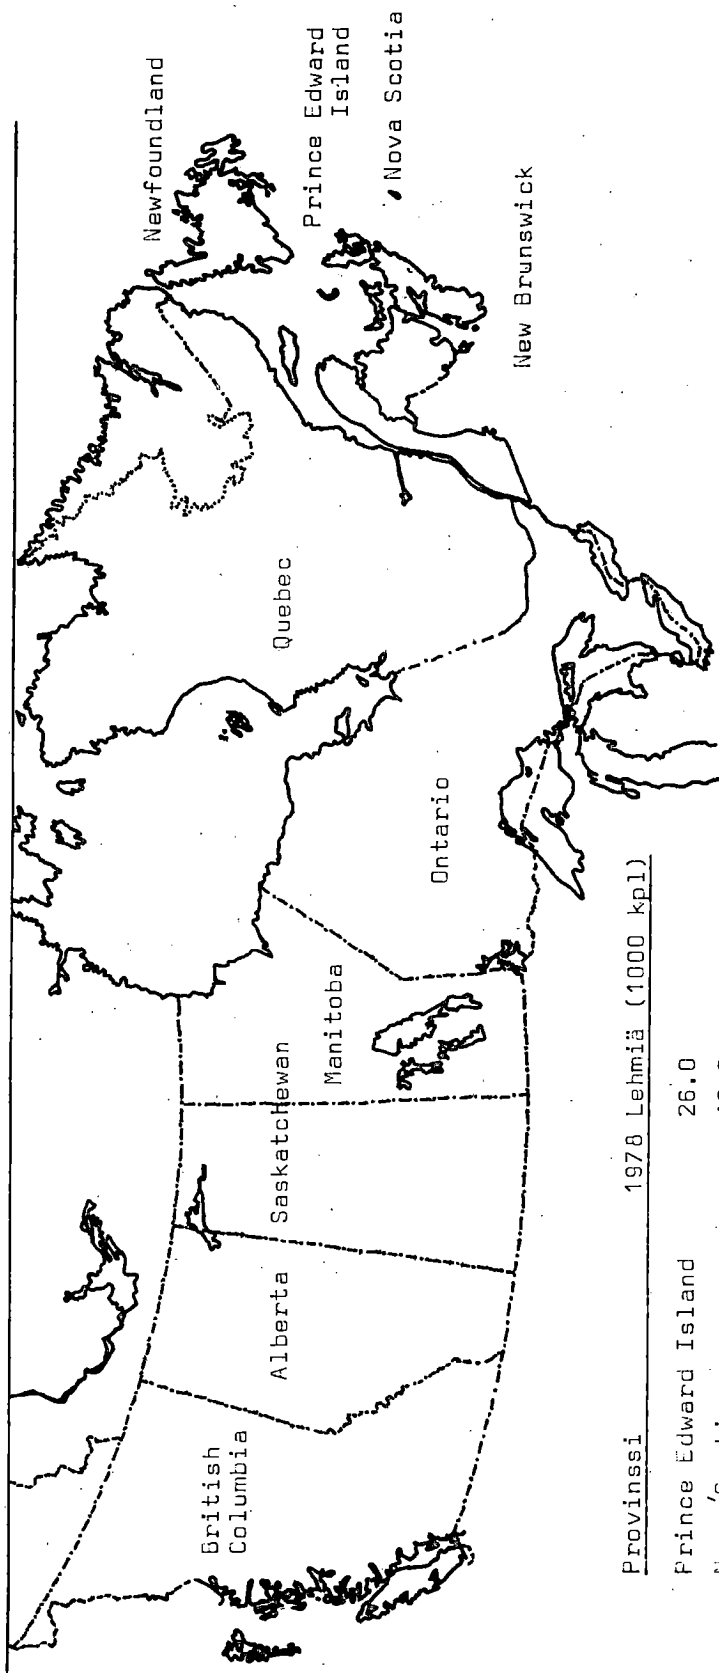 Newfoundland
Prince Edward
Island
Nova Scotia
New Brunswick
Quebec
Ontario
Manitoba
Saskatchewan
Alberta
British
Columbia
Provinssi 1978 Lehmiä (1000 kpl)
Prince Edward Island 26.0